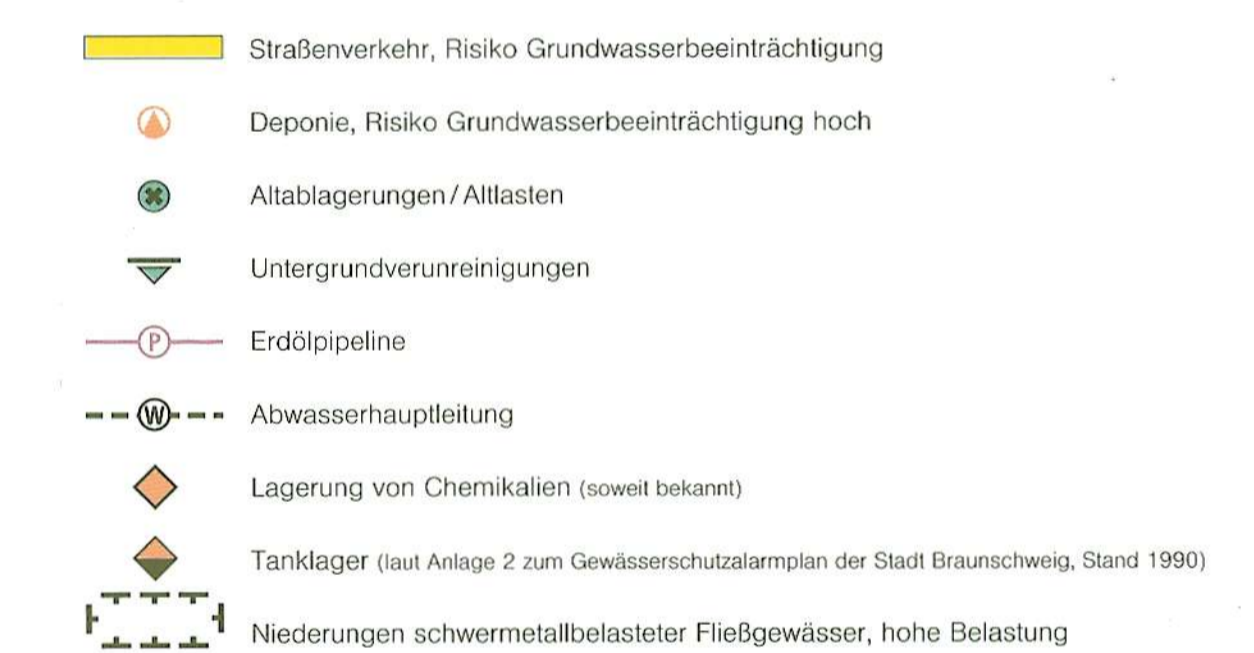 Straßenverkehr, Risiko Grundwasserbeeinträchtigung
Deponie, Risiko Grundwasserbeeinträchtigung hoch
Altablagerungen/Altlasten
Untergrundverunreinigungen
P Erdölpipeline
W Abwasserhauptleitung
Lagerung von Chemikalien (soweit bekannt)
Tanklager (laut Anlage 2 zum Gewässerschutzalarmplan der Stadt Braunschweig, Stand 1990)
Niederungen schwermetallbelasteter Fließgewässer, hohe Belastung